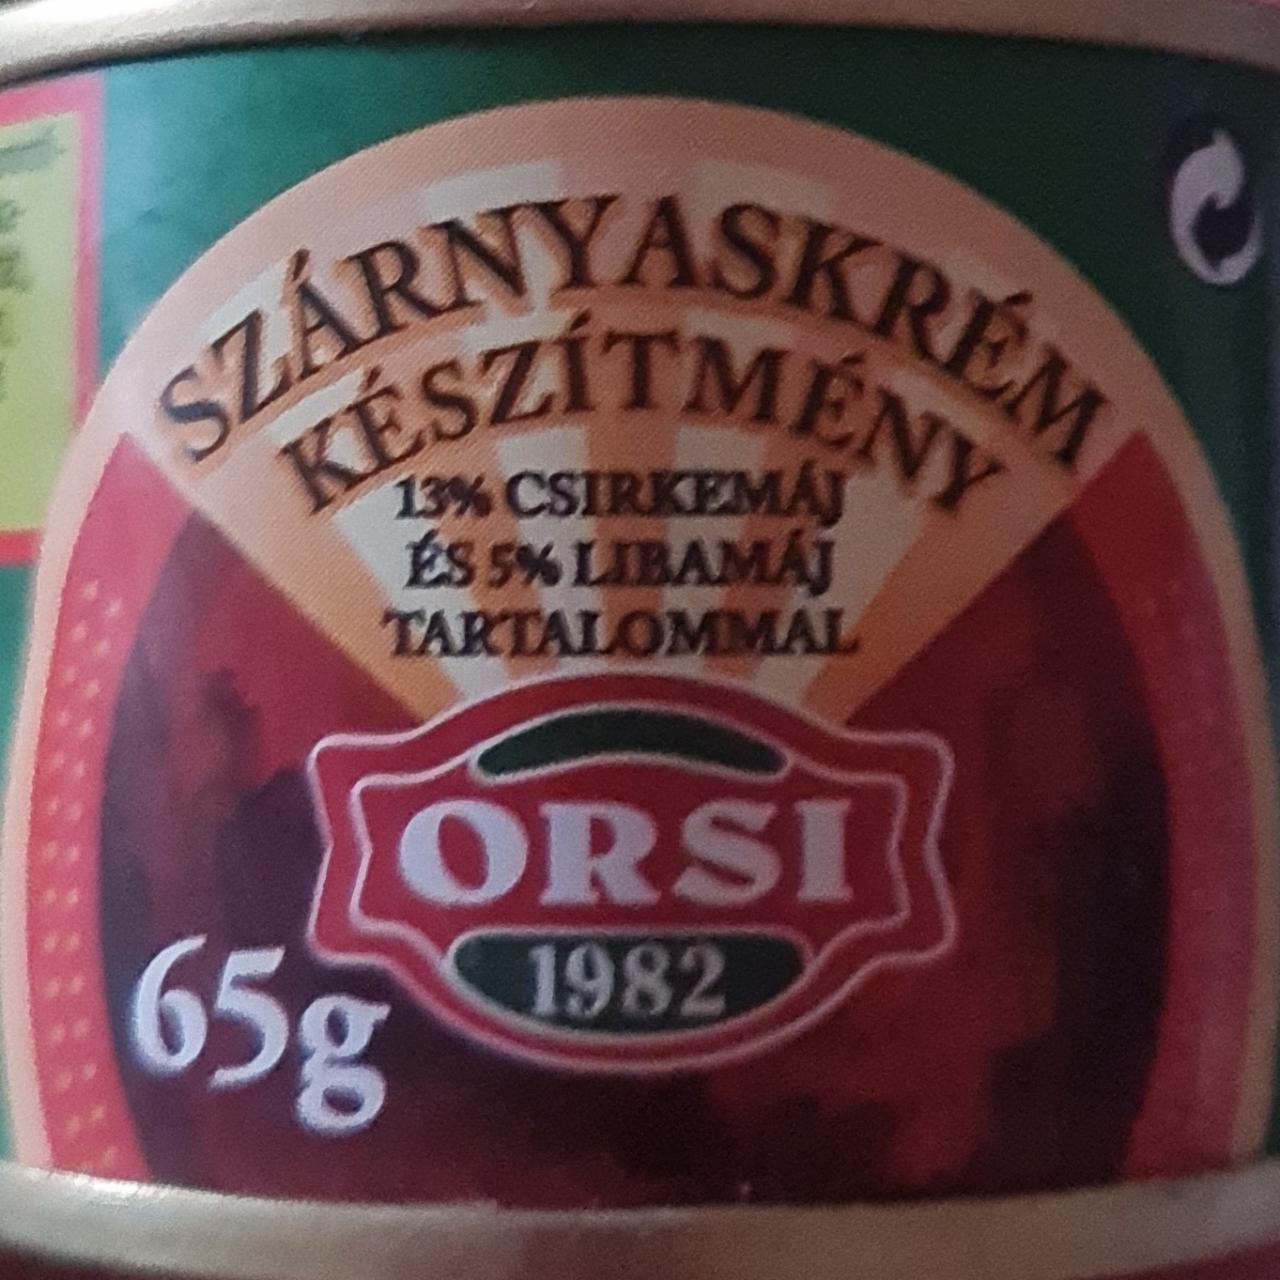 SZÁRNYASKRÉM
KÉSZÍTMÉNY
13% CSIRKEMÁJ
ÉS 5% LIBAMÁJ
TARTALOMMAL
ORSI
1982
65g